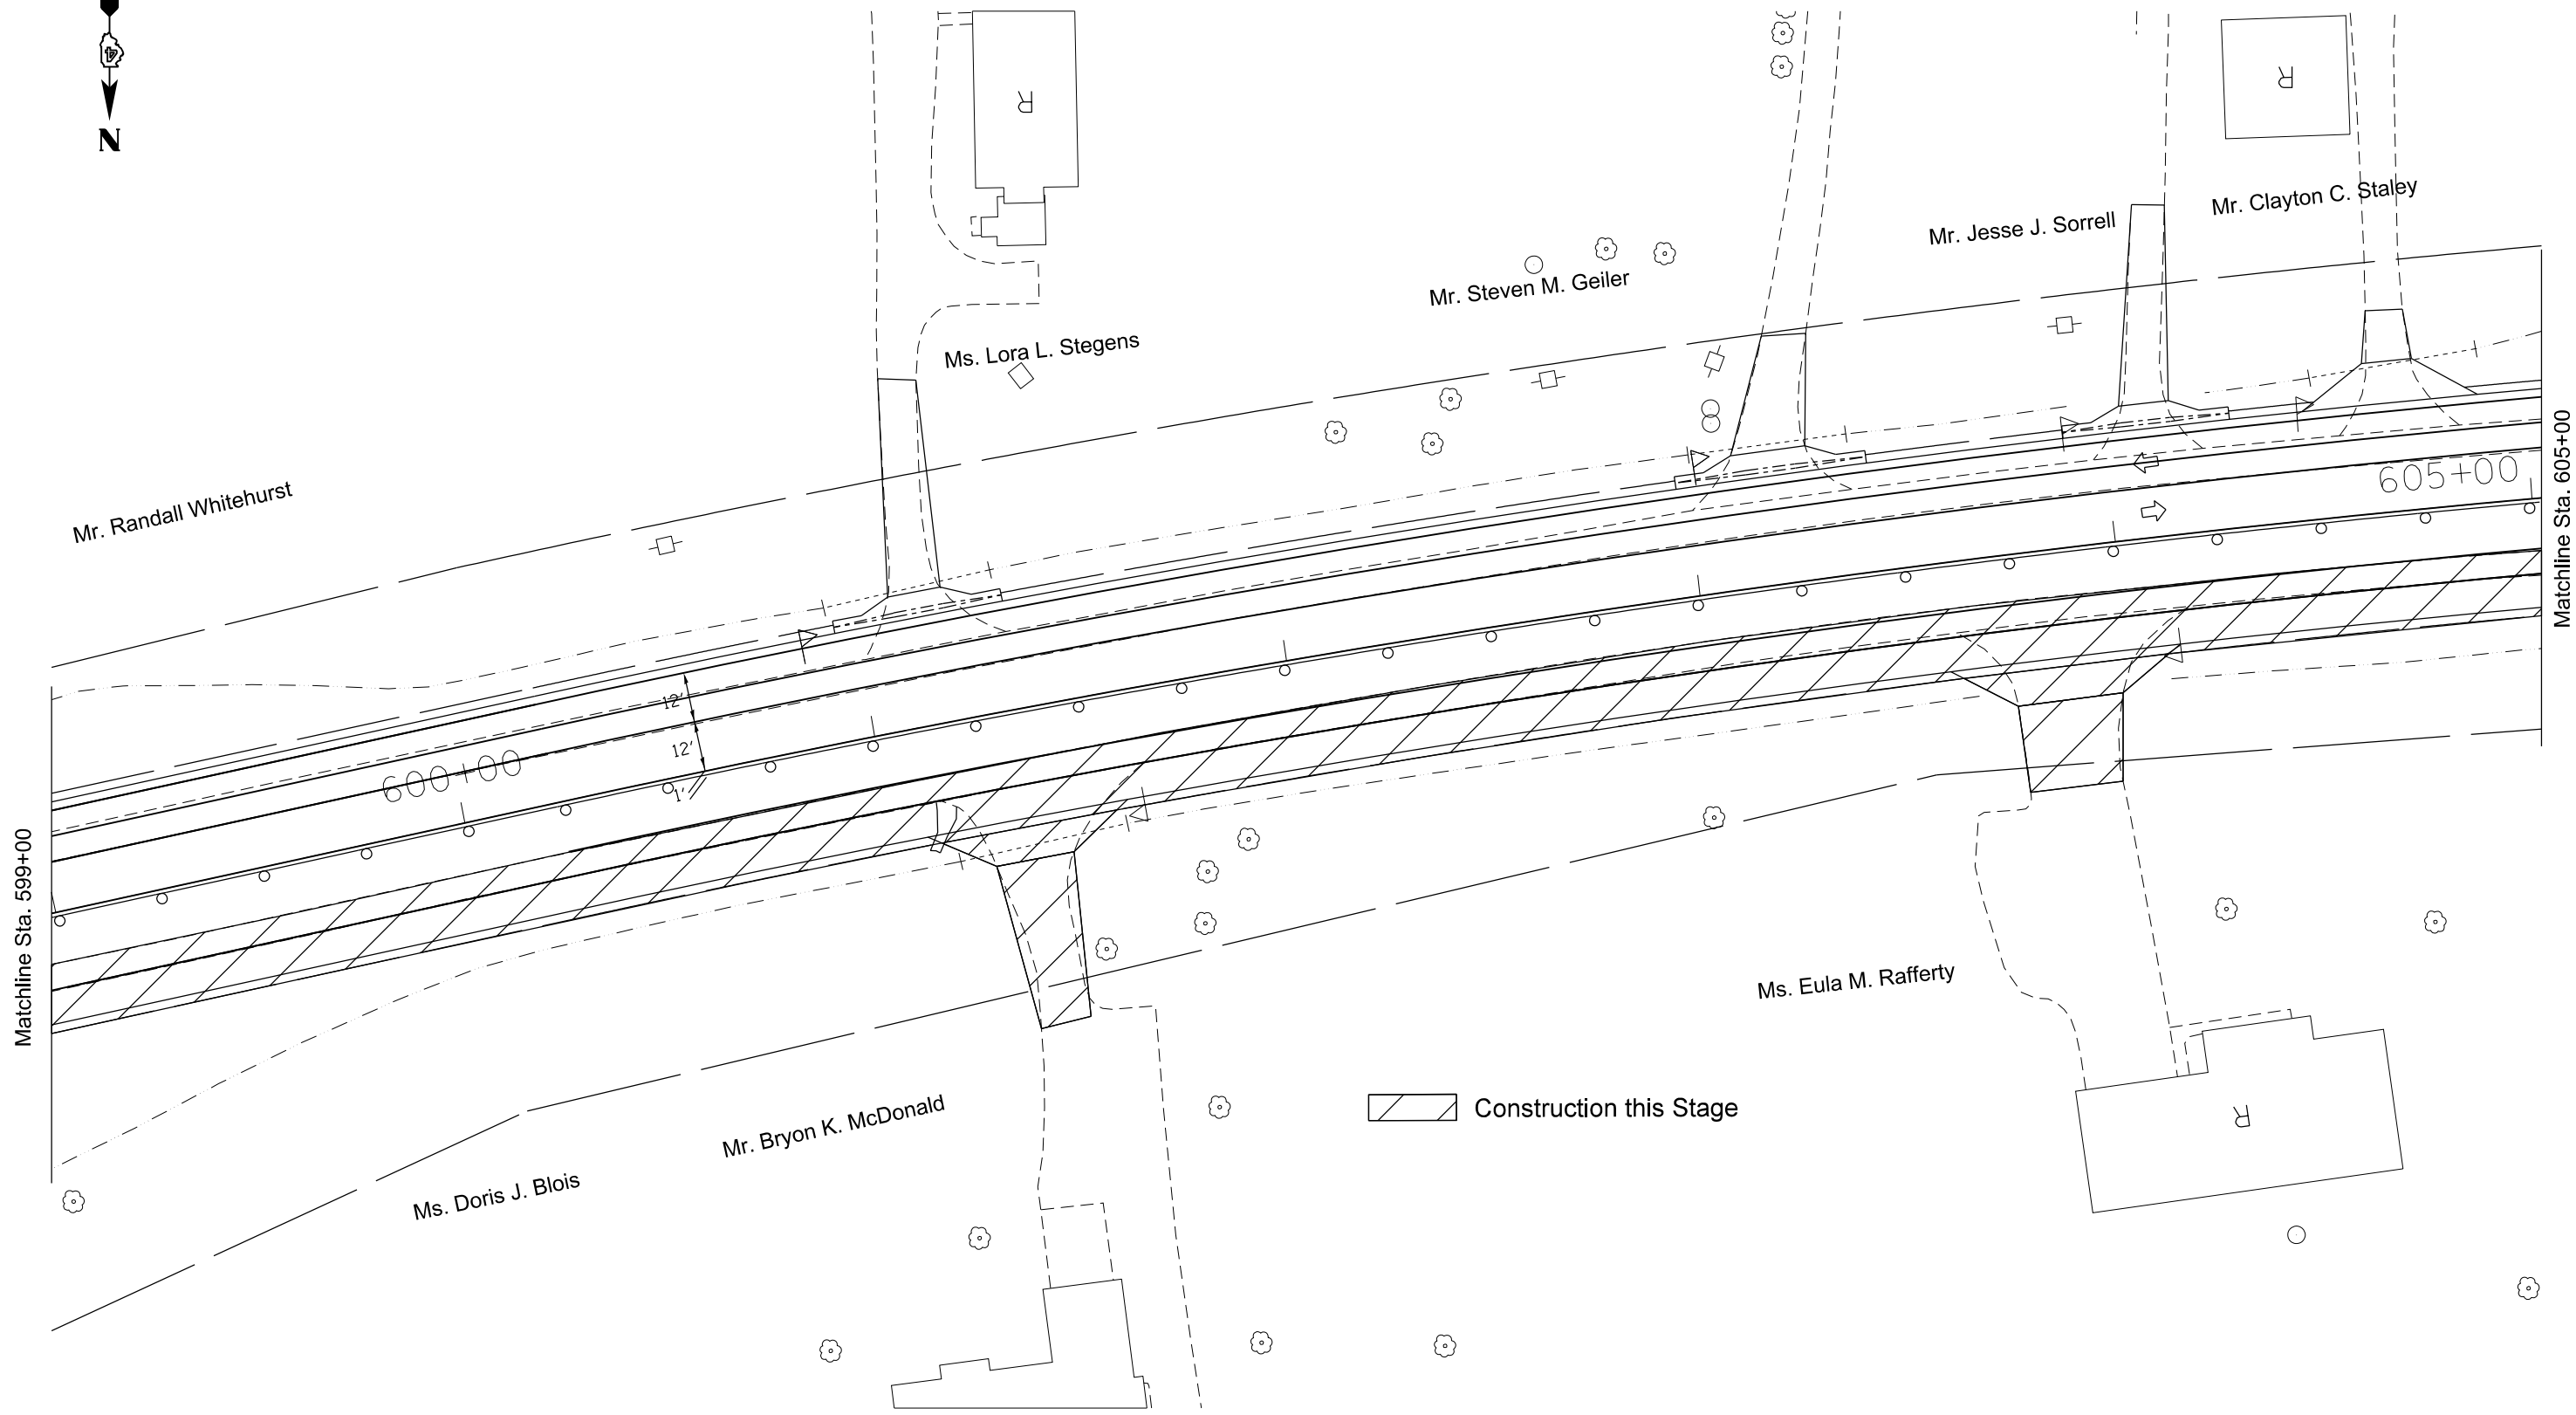 4
N
R
R
Mr. Clayton C. Staley
Mr. Jesse J. Sorrell
Mr. Steven M. Geiler
Ms. Lora L. Stegens
Mr. Randall Whitehurst
605+00
Matchline Sta. 605+00
12'
12'
1'
600+00
Matchline Sta. 599+00
Ms. Eula M. Rafferty
Construction this Stage
Mr. Bryon K. McDonald
Ms. Doris J. Blois
R